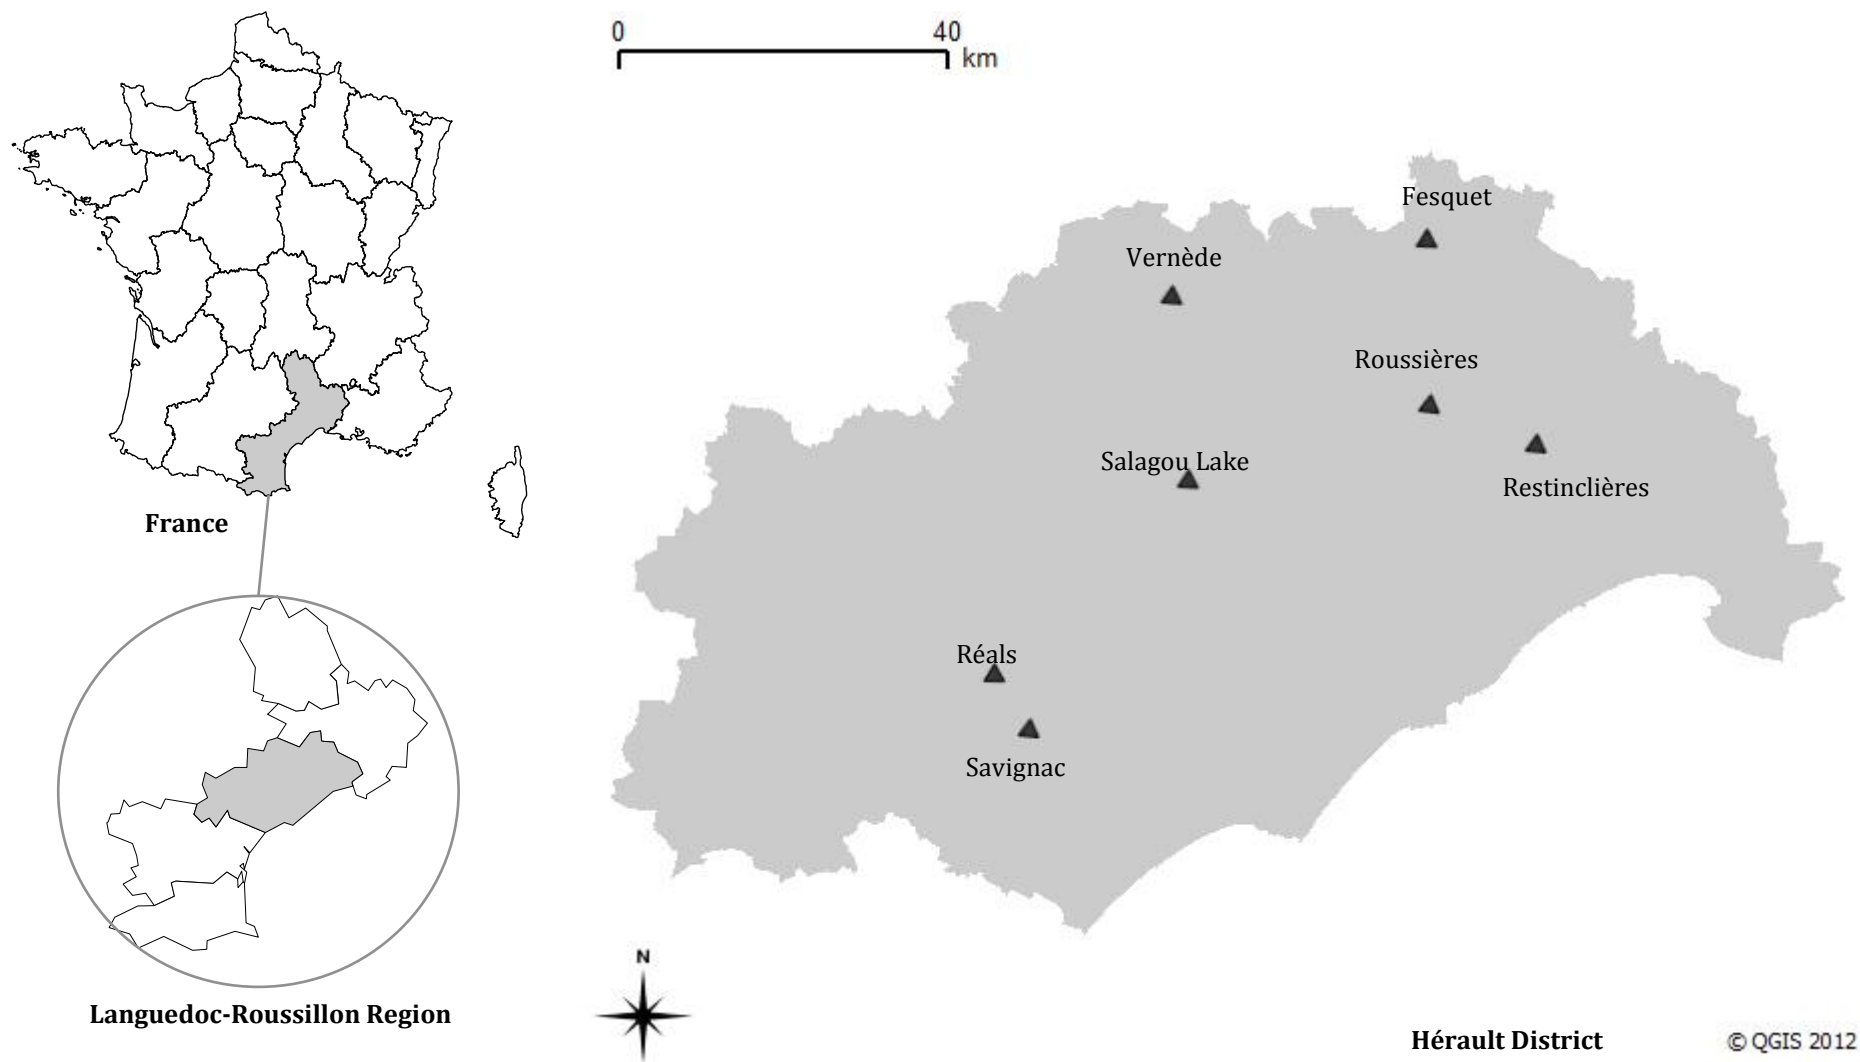 0 40
km
Fesquet
Vernède
Roussières
Salagou Lake
Restinclières
France
Réals
Savignac
N
Languedoc-Roussillon Region
Hérault District
© QGIS 2012